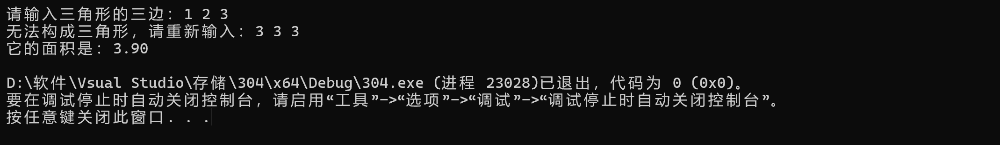 请输入三角形的三边：1 2 3
无法构成三角形，请重新输入：3 3 3
它的面积是：3.90
D:\软件\Vsual Studio\存储\304\x64\Debug\304.exe (进程 23028)已退出，代码为 0 (0x0)。
要在调试停止时自动关闭控制台，请启用“工具”->“选项”->“调试”->“调试停止时自动关闭控制台”。
按任意键关闭此窗口. . .